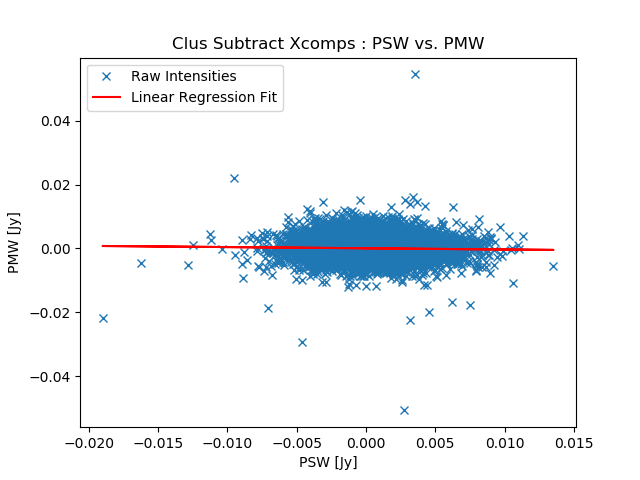 Clus Subtract Xcomps : PSW vs. PMW
Raw Intensities
Linear Regression Fit
0.04
0.02
0.00
−0.02
−0.04
PMW [Jy]
−0.020 −0.015 −0.010 −0.005 0.000 0.005 0.010 0.015
PSW [Jy]